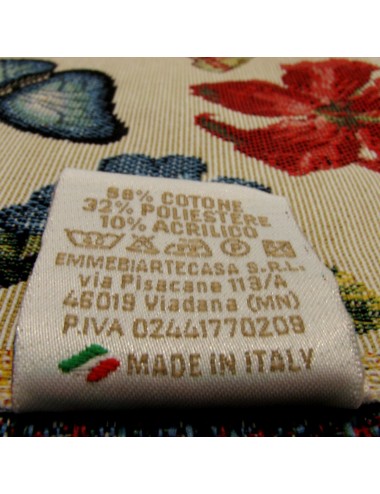 58% COTONE
32% POLIESTERE
10% ACRILICO
EMMEBIARTECASA S.R.L.
via Pisacane 113/A
46019 Viadana (MN)
P.IVA 02441770209
MADE IN ITALY